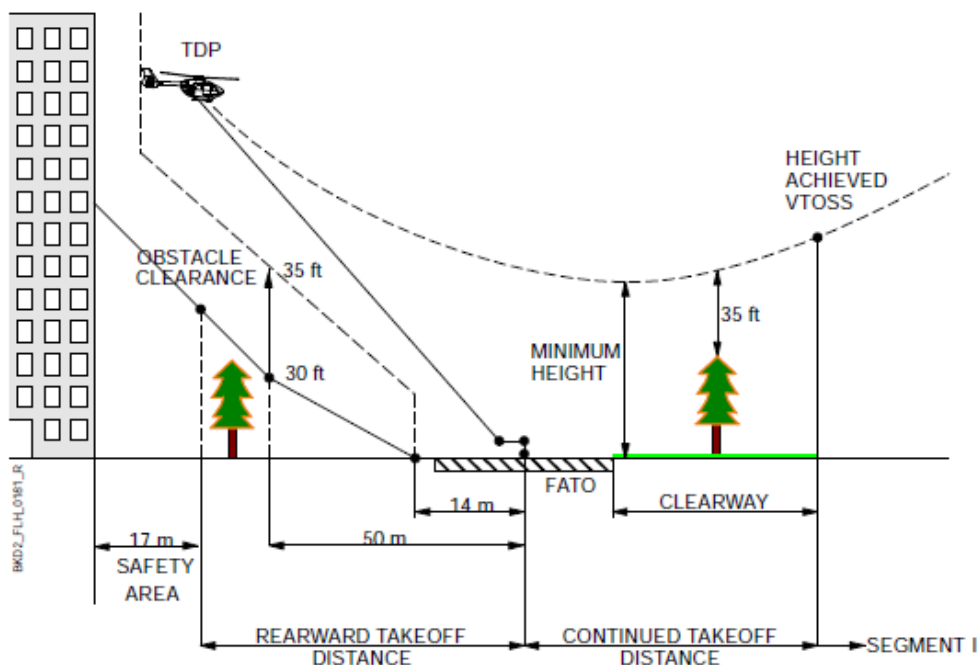 TDP
HEIGHT
ACHIEVED
VTOSS
OBSTACLE
CLEARANCE
35 ft
35 ft
MINIMUM
HEIGHT
30 ft
FATO
14 m
CLEARWAY
50 m
17 m
SAFETY
AREA
BKD2_FLH_0181_R
REARWARD TAKEOFF
DISTANCE
CONTINUED TAKEOFF
DISTANCE
SEGMENT I